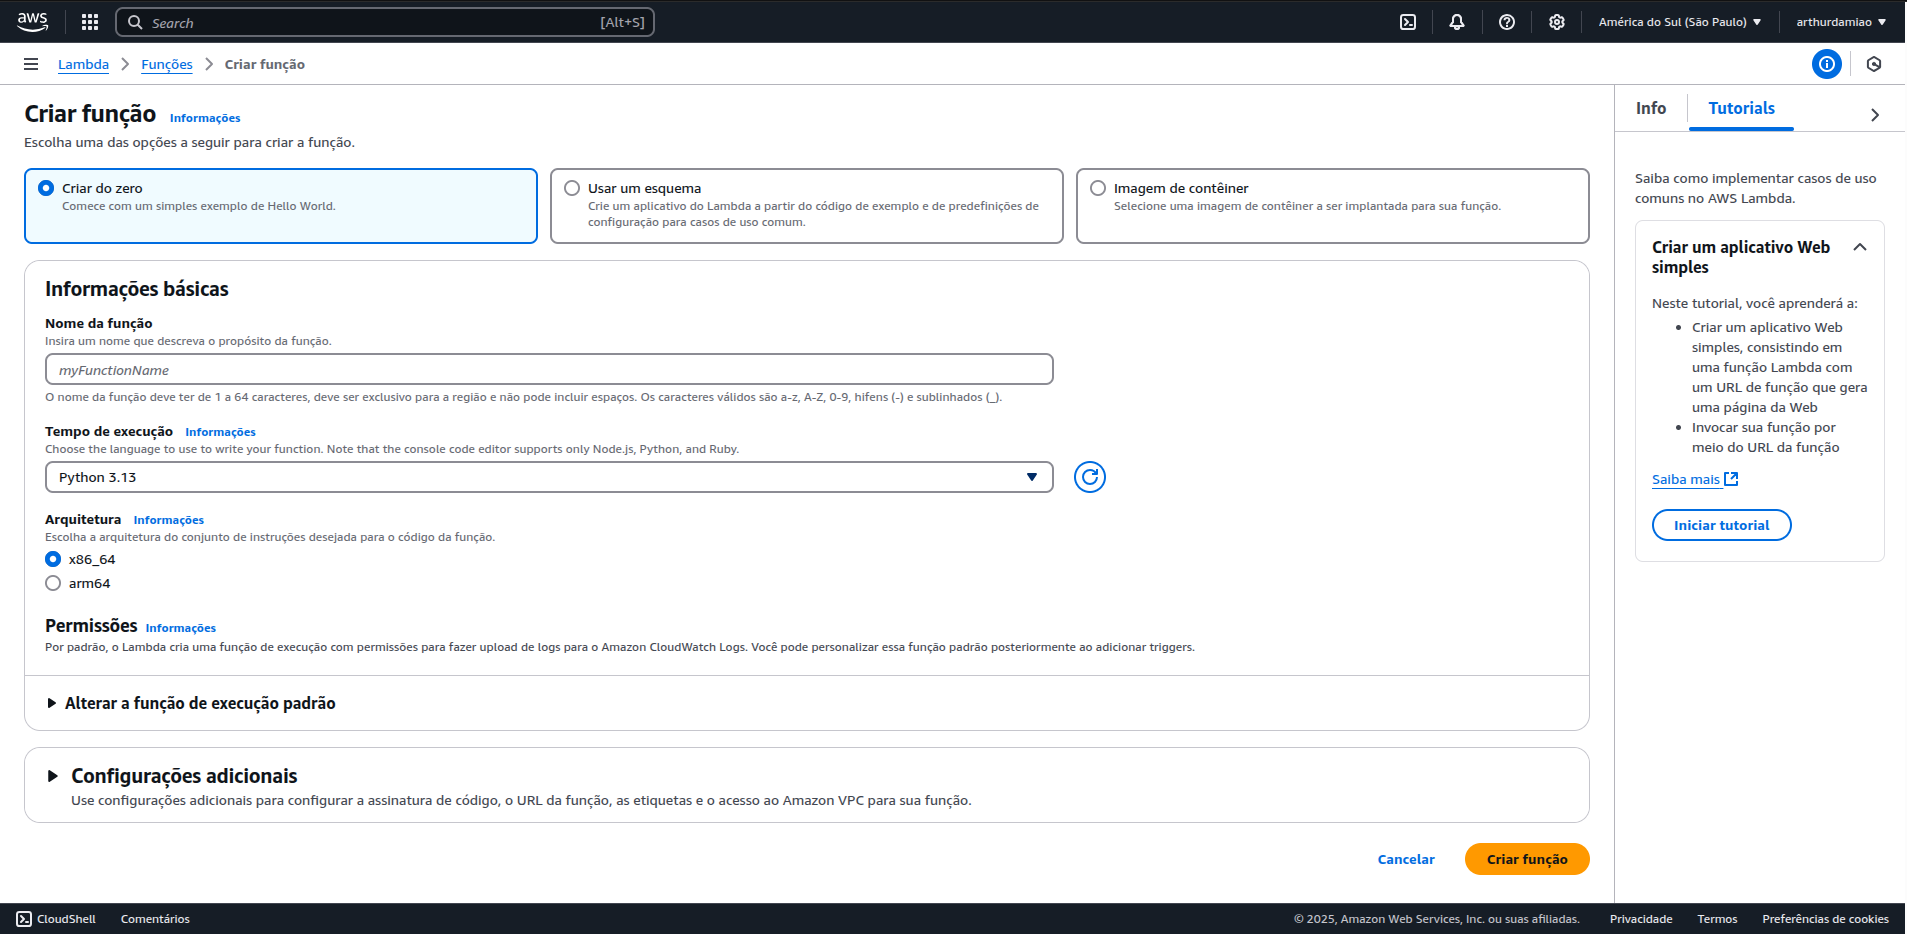 aws
Search
[Alt+S]
América do Sul (São Paulo)
arthurdamiao
Lambda
Funções
Criar função
Criar função
Informações
Escolha uma das opções a seguir para criar a função.
Criar do zero
Comece com um simples exemplo de Hello World.
Usar um esquema
Crie um aplicativo do Lambda a partir do código de exemplo e de predefinições de
configuração para casos de uso comum.
Imagem de contêiner
Selecione uma imagem de contêiner a ser implantada para sua função.
Informações básicas
Nome da função
Insira um nome que descreva o propósito da função.
myFunctionName
O nome da função deve ter de 1 a 64 caracteres, deve ser exclusivo para a região e não pode incluir espaços. Os caracteres válidos são a-z, A-Z, 0-9, hifens (-) e sublinhados (_).
Tempo de execução
Informações
Choose the language to use to write your function. Note that the console code editor supports only Node.js, Python, and Ruby.
Python 3.13
Arquitetura
Informações
Escolha a arquitetura do conjunto de instruções desejada para o código da função.
x86_64
arm64
Permissões
Informações
Por padrão, o Lambda cria uma função de execução com permissões para fazer upload de logs para o Amazon CloudWatch Logs. Você pode personalizar essa função padrão posteriormente ao adicionar triggers.
Alterar a função de execução padrão
Configurações adicionais
Use configurações adicionais para configurar a assinatura de código, o URL da função, as etiquetas e o acesso ao Amazon VPC para sua função.
Cancelar
Criar função
Info
Tutorials
Saiba como implementar casos de uso
comuns no AWS Lambda.
Criar um aplicativo Web
simples
Neste tutorial, você aprenderá a:
Criar um aplicativo Web
simples, consistindo em
uma função Lambda com
um URL de função que gera
uma página da Web
Invocar sua função por
meio do URL da função
Saiba mais
Iniciar tutorial
CloudShell
Comentários
© 2025, Amazon Web Services, Inc. ou suas afiliadas.
Privacidade
Termos
Preferências de cookies